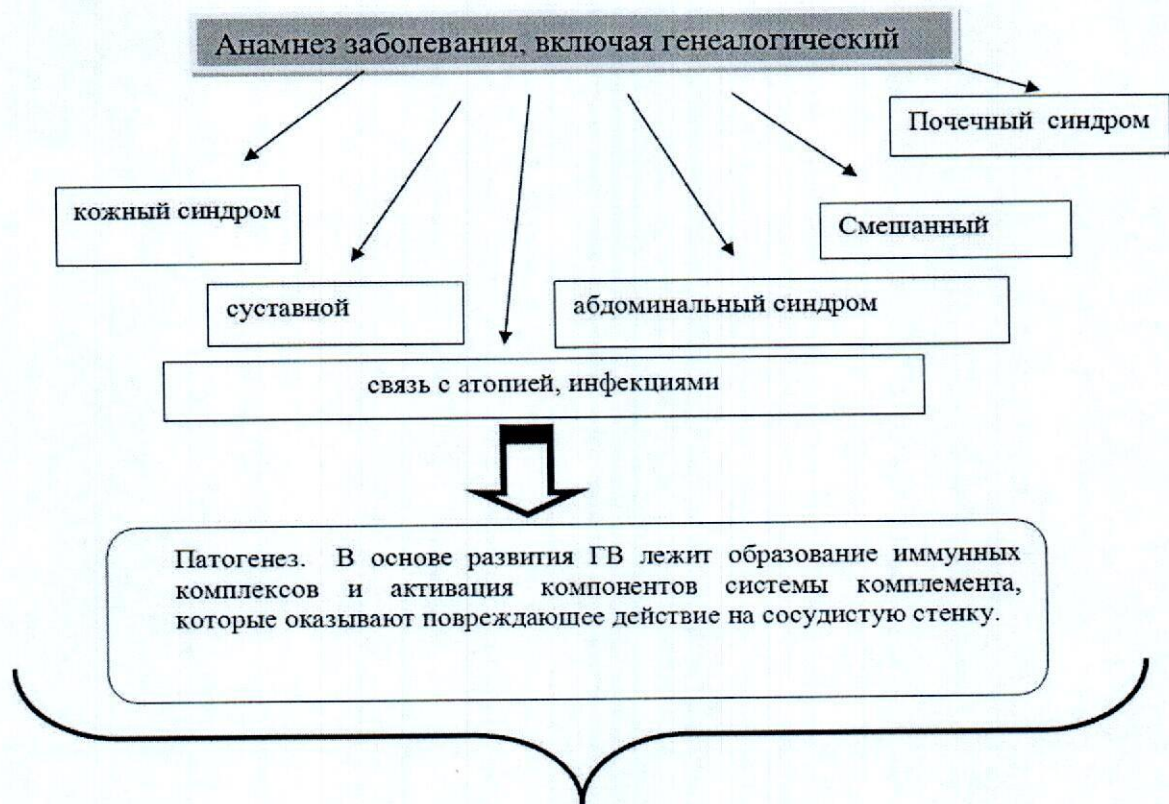 Анамнез заболевания, включая генеалогический
Почечный синдром
кожный синдром
Смешанный
суставной
абдоминальный синдром
связь с атопией, инфекциями
Патогенез. В основе развития ГВ лежит образование иммунных
комплексов и активация компонентов системы комплемента,
которые оказывают повреждающее действие на сосудистую стенку.